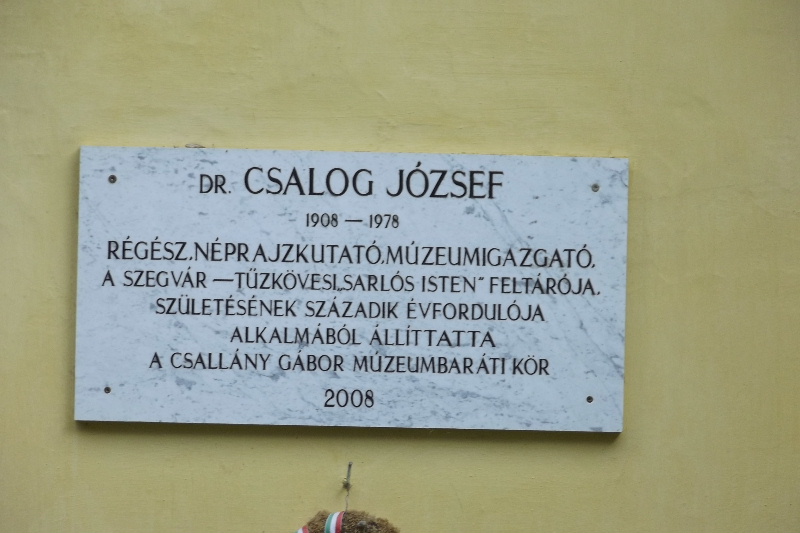 DR. CSALOG JÓZSEF
1908 — 1978
RÉGÉSZ, NÉPRAJZKUTATÓ, MÚZEUMIGAZGATÓ,
A SZEGVÁR — TŰZKÖVESI „SARLÓS ISTEN” FELTÁRÓJA.
SZÜLETÉSÉNEK SZÁZADIK ÉVFORDULÓJA
ALKALMÁBÓL ÁLLÍTTATTA
A CSALLÁNY GÁBOR MÚZEUMBARÁTI KÖR
2008